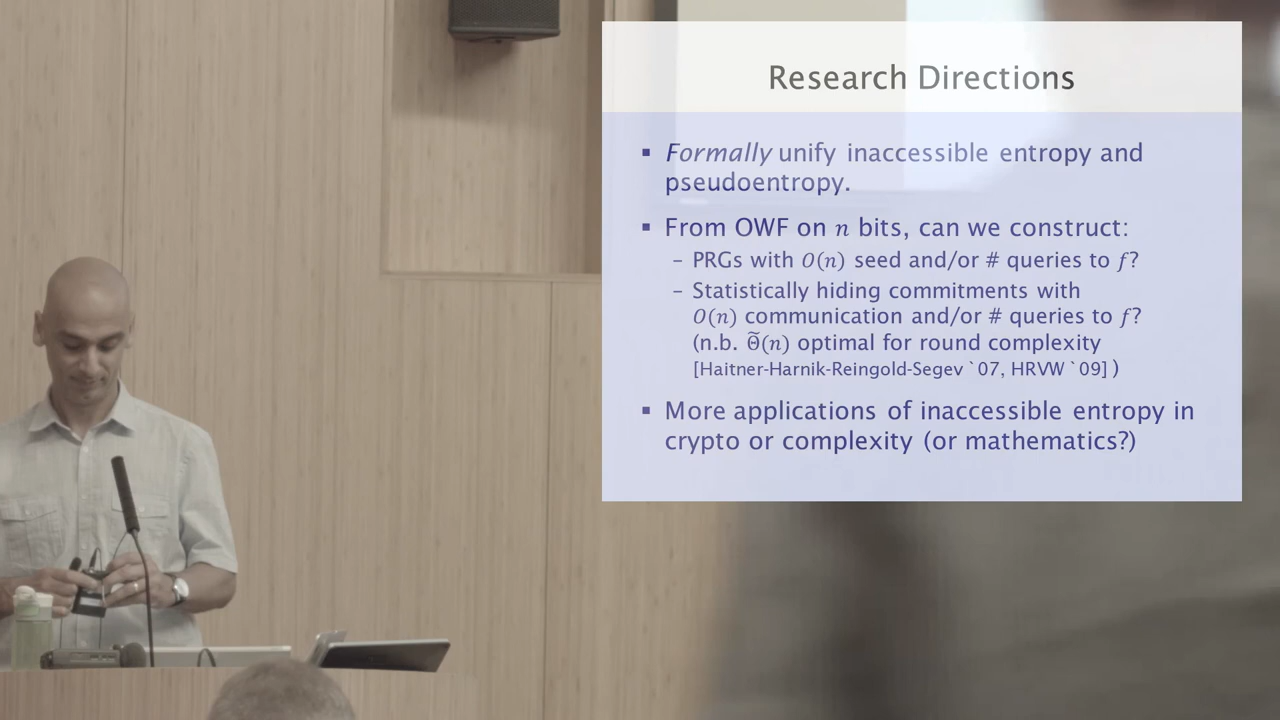 Research Directions
▪ Formally unify inaccessible entropy and
pseudoentropy.
▪ From OWF on n bits, can we construct:
– PRGs with O(n) seed and/or # queries to f?
– Statistically hiding commitments with
O(n) communication and/or # queries to f?
(n.b. Θ̃(n) optimal for round complexity
[Haitner-Harnik-Reingold-Segev `07, HRVW `09] )
▪ More applications of inaccessible entropy in
crypto or complexity (or mathematics?)